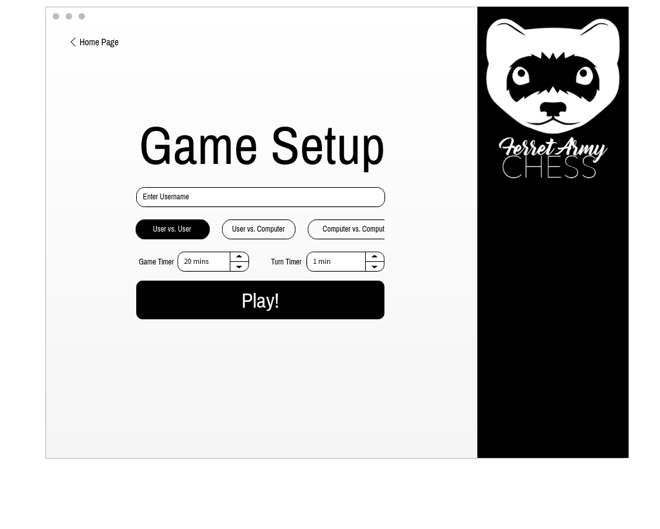 Home Page
Ferret Army
CHESS
Game Setup
Enter Username
User vs. User
User vs. Computer
Computer vs. Comput
Game Timer
20 mins
Turn Timer
1 min
Play!